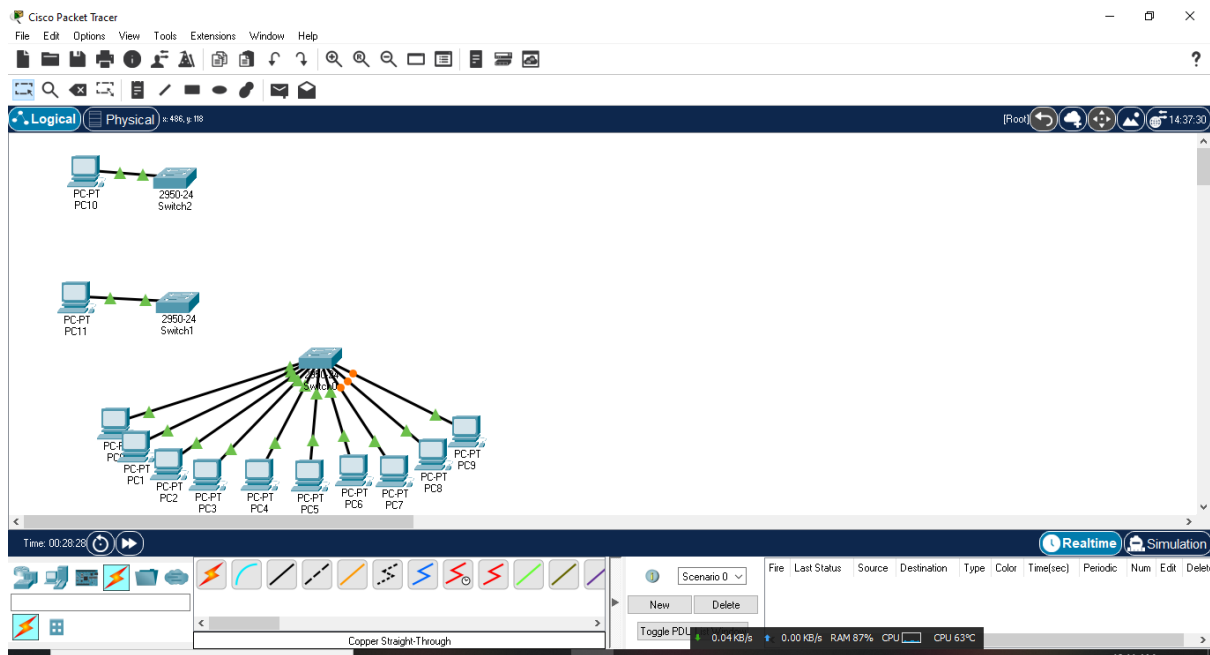 Cisco Packet Tracer
File Edit Options View Tools Extensions Window Help
?
Logical Physical x: 486, y: 118 [Root] 14:37:30
PC-PT
PC10
2950-24
Switch2
PC-PT
PC11
2950-24
Switch1
2950-24
Switch0
PC-PT
PC1
PC-PT
PC2
PC-PT
PC3
PC-PT
PC4
PC-PT
PC5
PC-PT
PC6
PC-PT
PC7
PC-PT
PC8
PC-PT
PC9
Time: 00:28:28 Realtime Simulation
Scenario 0
Fire Last Status Source Destination Type Color Time(sec) Periodic Num Edit Delet
New Delete
Toggle PDU
0.04 KB/s 0.00 KB/s RAM 87% CPU CPU 63°C
Copper Straight-Through